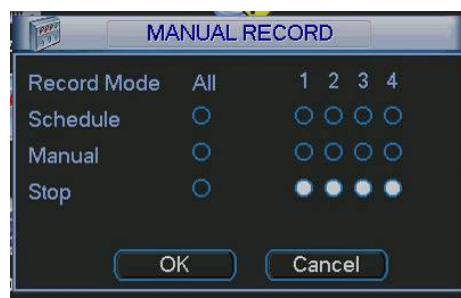 MANUAL RECORD
Record Mode All 1 2 3 4
Schedule
Manual
Stop
OK Cancel